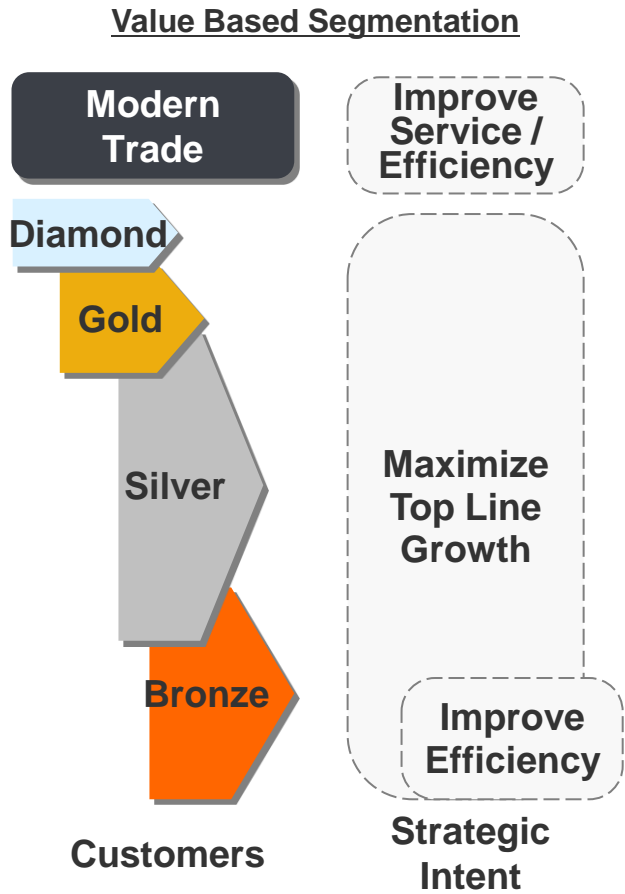 Value Based Segmentation
Modern
Trade
Improve
Service /
Efficiency
Diamond
Gold
Silver
Maximize
Top Line
Growth
Bronze
Improve
Efficiency
Customers
Strategic
Intent